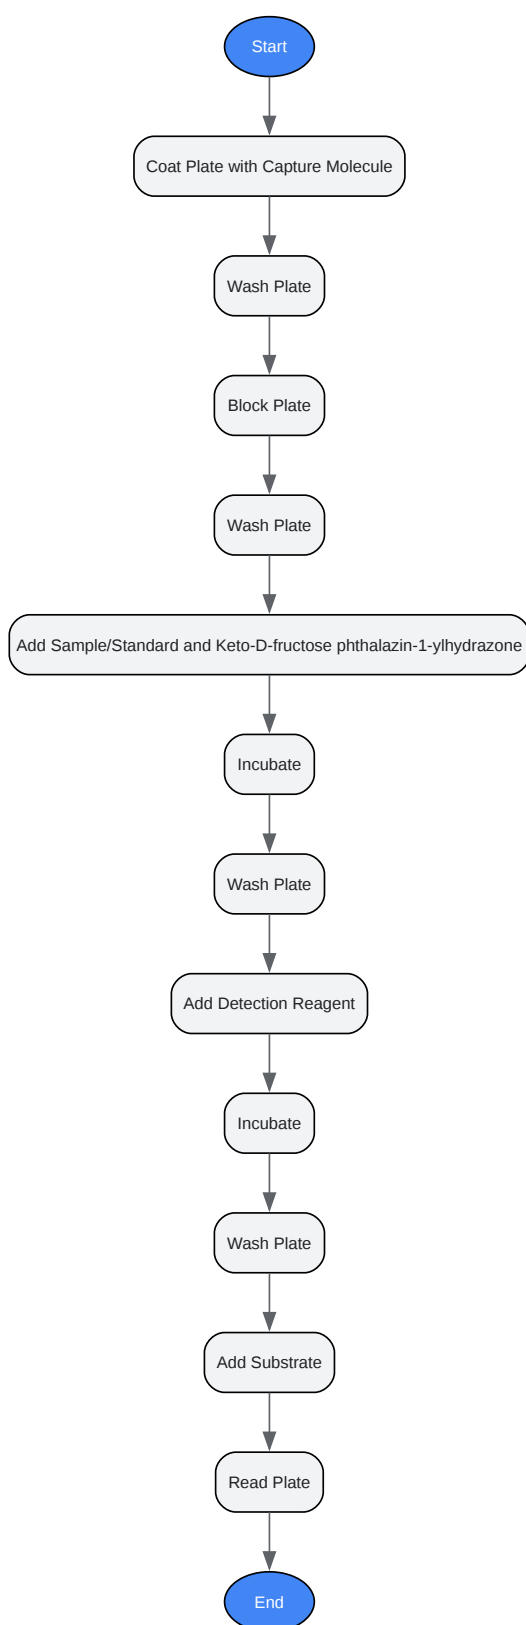 Start
Coat Plate with Capture Molecule
Wash Plate
Block Plate
Wash Plate
Add Sample/Standard and Keto-D-fructose phthalazin-1-ylhydrazone
Incubate
Wash Plate
Add Detection Reagent
Incubate
Wash Plate
Add Substrate
Read Plate
End